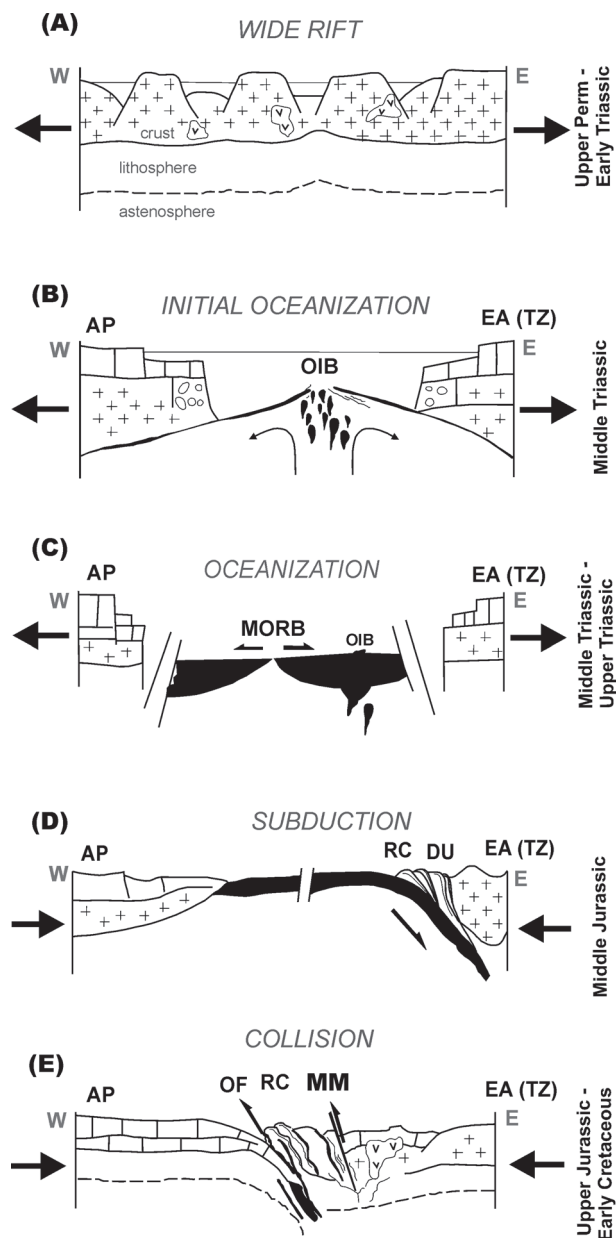 (A)
WIDE RIFT
W
E
crust
lithosphere
astenosphere
Upper Perm -
Early Triassic
(B)
INITIAL OCEANIZATION
AP
EA (TZ)
W
E
OIB
Middle Triassic
(C)
OCEANIZATION
AP
EA (TZ)
W
E
MORB
OIB
Middle Triassic -
Upper Triassic
(D)
SUBDUCTION
AP
RC DU EA (TZ)
W
E
Middle Jurassic
COLLISION
(E)
AP
OF RC MM
EA (TZ)
W
E
Upper Jurassic -
Early Cretaceous